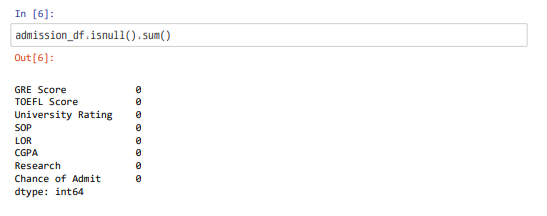 In [6]:
admission_df.isnull().sum()
Out[6]:
GRE Score 0
TOEFL Score 0
University Rating 0
SOP 0
LOR 0
CGPA 0
Research 0
Chance of Admit 0
dtype: int64